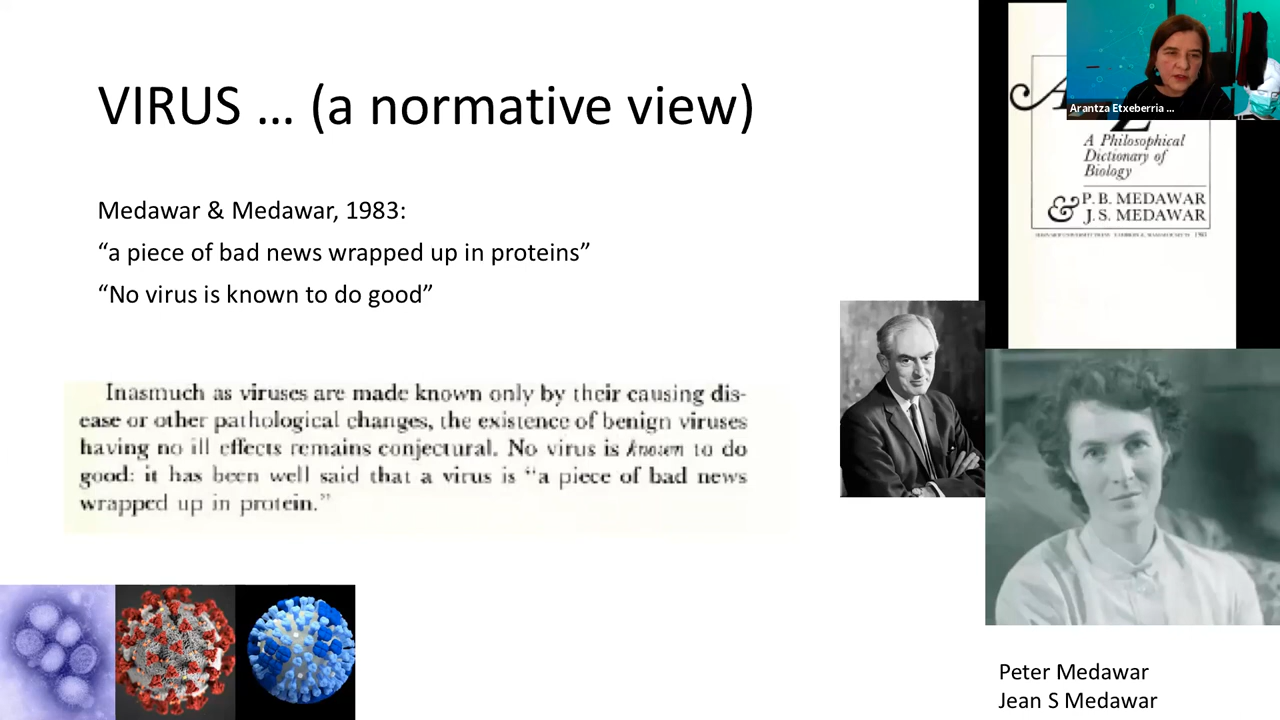 VIRUS ... (a normative view)
Medawar & Medawar, 1983:
“a piece of bad news wrapped up in proteins”
“No virus is known to do good”
Inasmuch as viruses are made known only by their causing dis-
ease or other pathological changes, the existence of benign viruses
having no ill effects remains conjectural. No virus is known to do
good: it has been well said that a virus is “a piece of bad news
wrapped up in protein.”
Arantza Etxeberria ...
A Philosophical
Dictionary of
Biology
& P. B. MEDAWAR
J. S. MEDAWAR
Peter Medawar
Jean S Medawar